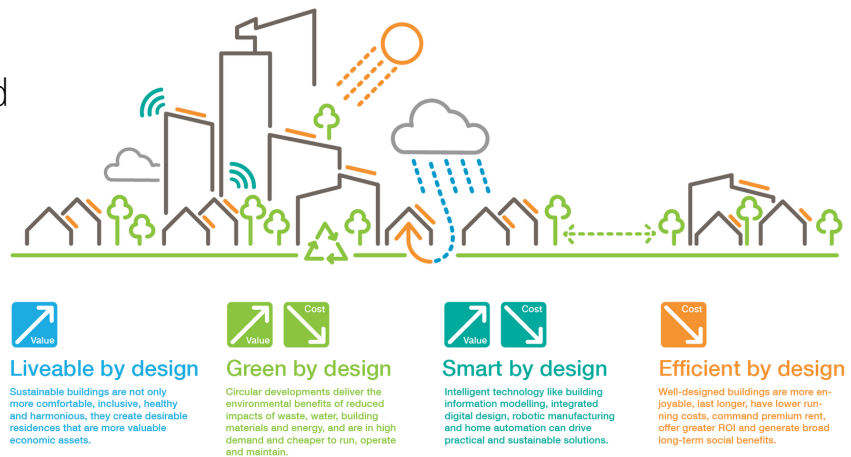 d
Value
Value
Cost
Value
Cost
Cost
Liveable by design
Sustainable buildings are not only
more comfortable, inclusive, healthy
and harmonious, they create desirable
residences that are more valuable
economic assets.
Green by design
Circular developments deliver the
environmental benefits of reduced
impacts of waste, water, building
materials and energy, and are in high
demand and cheaper to run, operate
and maintain.
Smart by design
Intelligent technology like building
information modelling, integrated
digital design, robotic manufacturing
and home automation can drive
practical and sustainable solutions.
Efficient by design
Well-designed buildings are more en-
joyable, last longer, have lower run-
ning costs, command premium rent,
offer greater ROI and generate broad
long-term social benefits.